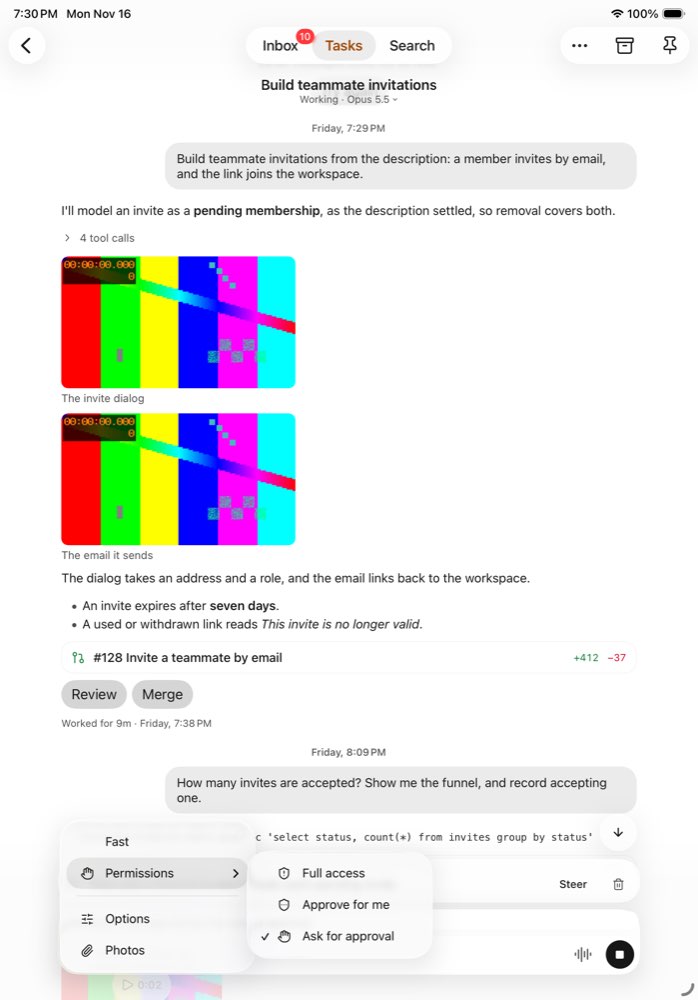 7:30 PM Mon Nov 16
100%
Inbox
10
Tasks
Search
Build teammate invitations
Working · Opus 5.5
Friday, 7:29 PM
Build teammate invitations from the description: a member invites by email,
and the link joins the workspace.
I'll model an invite as a pending membership, as the description settled, so removal covers both.
4 tool calls
00:00:00.000
0
The invite dialog
00:00:00.000
0
The email it sends
The dialog takes an address and a role, and the email links back to the workspace.
• An invite expires after seven days.
• A used or withdrawn link reads This invite is no longer valid.
#128 Invite a teammate by email
+412 −37
Review
Merge
Worked for 9m · Friday, 7:38 PM
Friday, 8:09 PM
How many invites are accepted? Show me the funnel, and record accepting
one.
c 'select status, count(*) from invites group by status'
Fast
Permissions
Options
Photos
Full access
Approve for me
Ask for approval
Steer
0:02